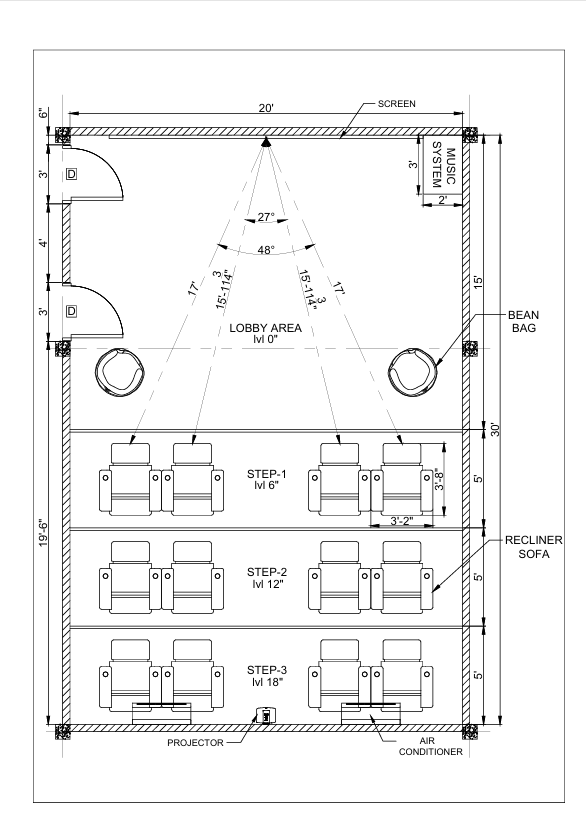 20'
SCREEN
6"
3'
D
MUSIC
SYSTEM
3'
2'
27°
48°
4'
17'
15'-11
3
4"
15'-11
3
4"
17'
15'
3'
D
LOBBY AREA
lvl 0"
BEAN
BAG
30'
STEP-1
lvl 6"
3'-8"
5'
3'-2"
19'-6"
RECLINER
SOFA
STEP-2
lvl 12"
5'
STEP-3
lvl 18"
5'
PROJECTOR
AIR
CONDITIONER